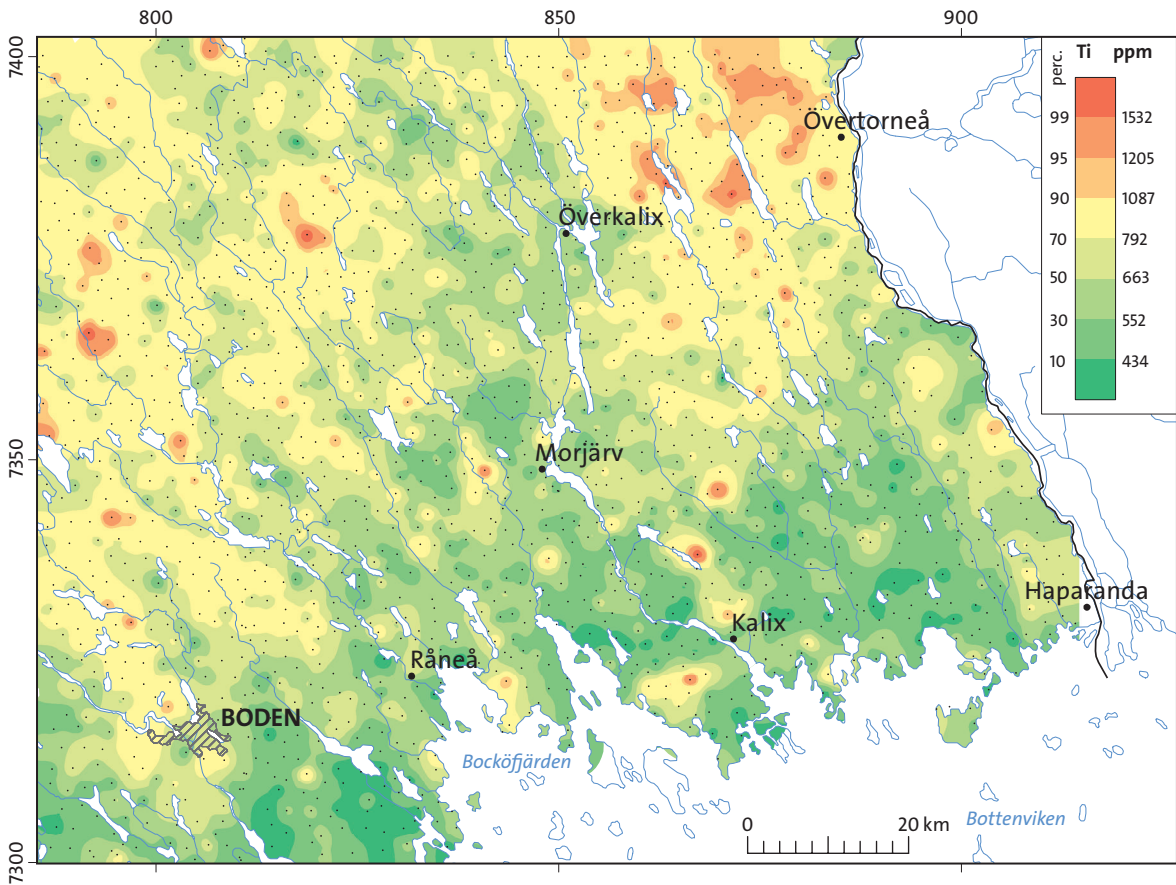 800 850 900
7400
7350
7300
perc. Ti ppm
99 1532
95 1205
90 1087
70 792
50 663
30 552
10 434
Övertorneå
Överkalix
Morjärv
Haparanda
Kalix
Råneå
BODEN
Bocköfjärden
Bottenviken
0 20 km